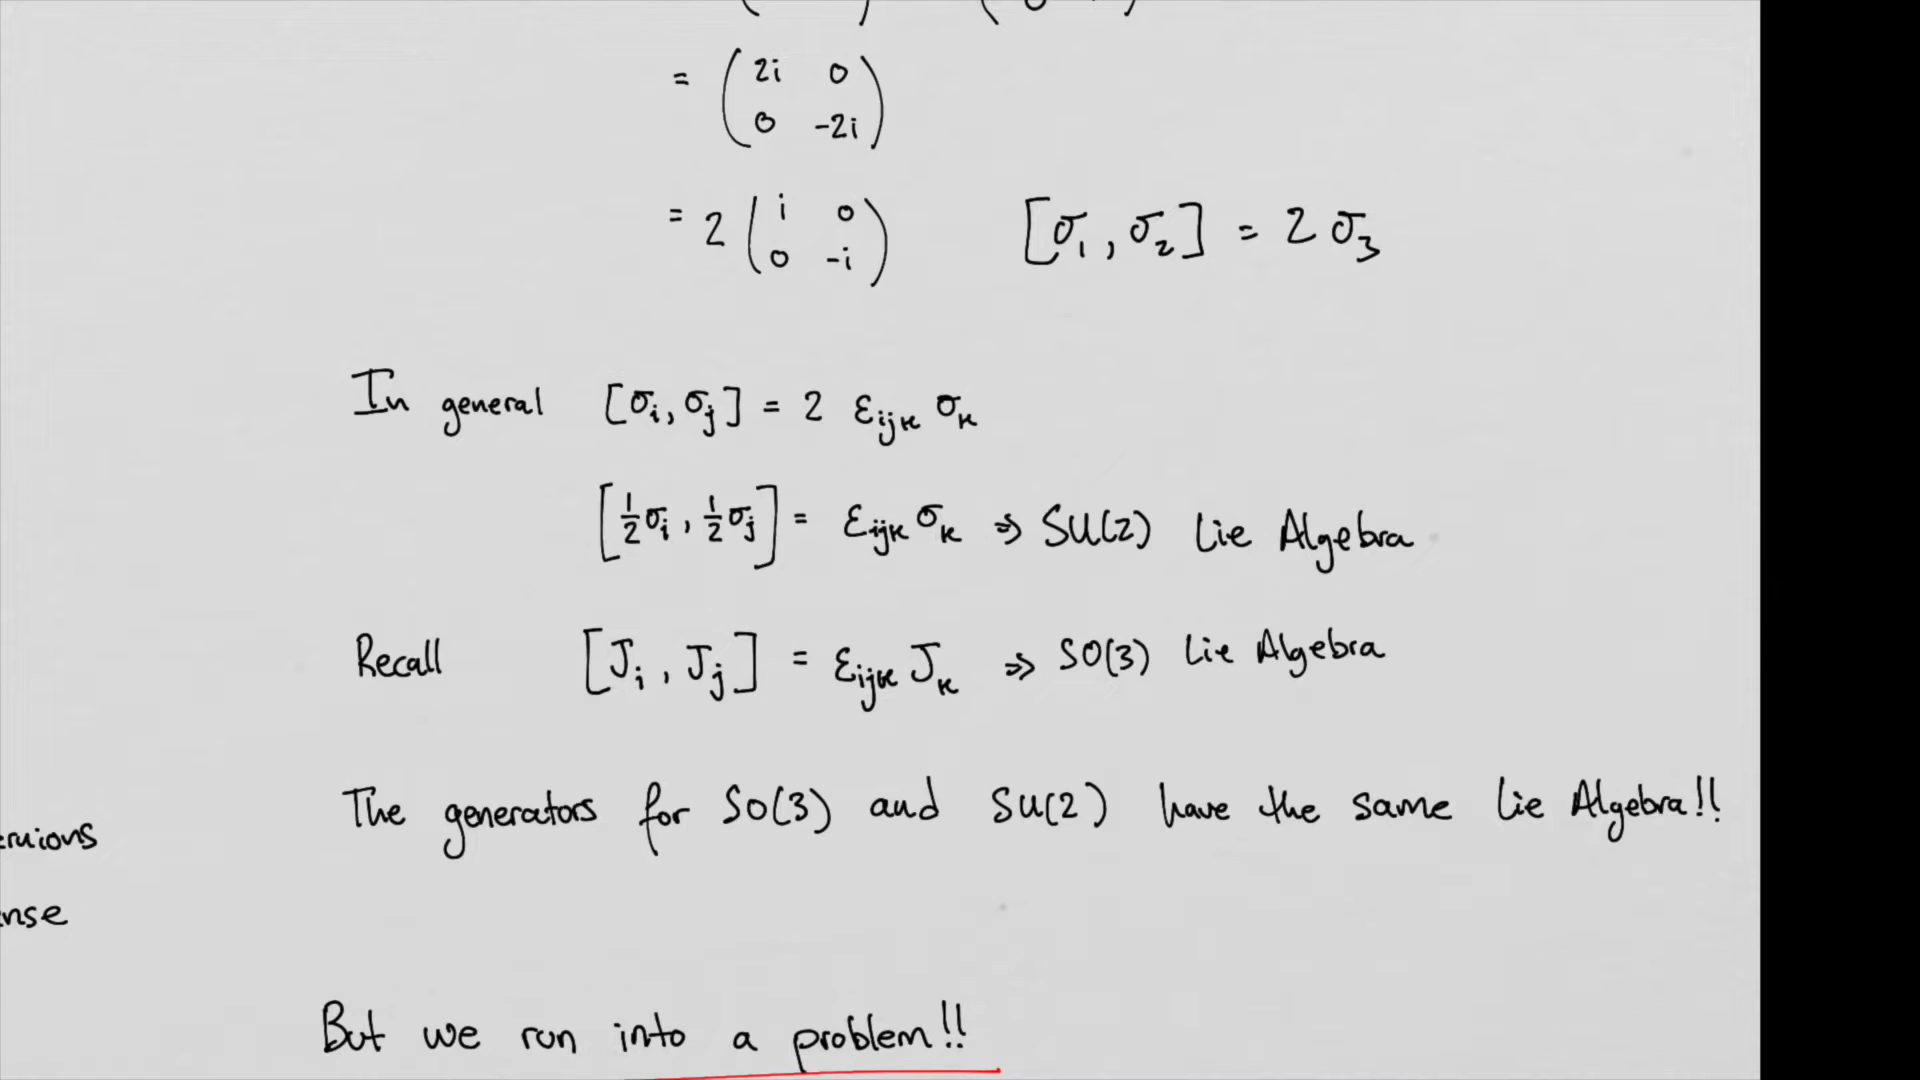 = ( 2i 0
0 -2i )
= 2 ( i 0
0 -i ) [σ₁, σ₂] = 2 σ₃
In general [σᵢ, σⱼ] = 2 εᵢⱼₖ σₖ
[½σᵢ, ½σⱼ] = εᵢⱼₖ σₖ ⇒ SU(2) Lie Algebra
Recall [Jᵢ, Jⱼ] = εᵢⱼₖ Jₖ ⇒ SO(3) Lie Algebra
The generators for SO(3) and SU(2) have the same Lie Algebra!!
ernions
nse
But we run into a problem!!